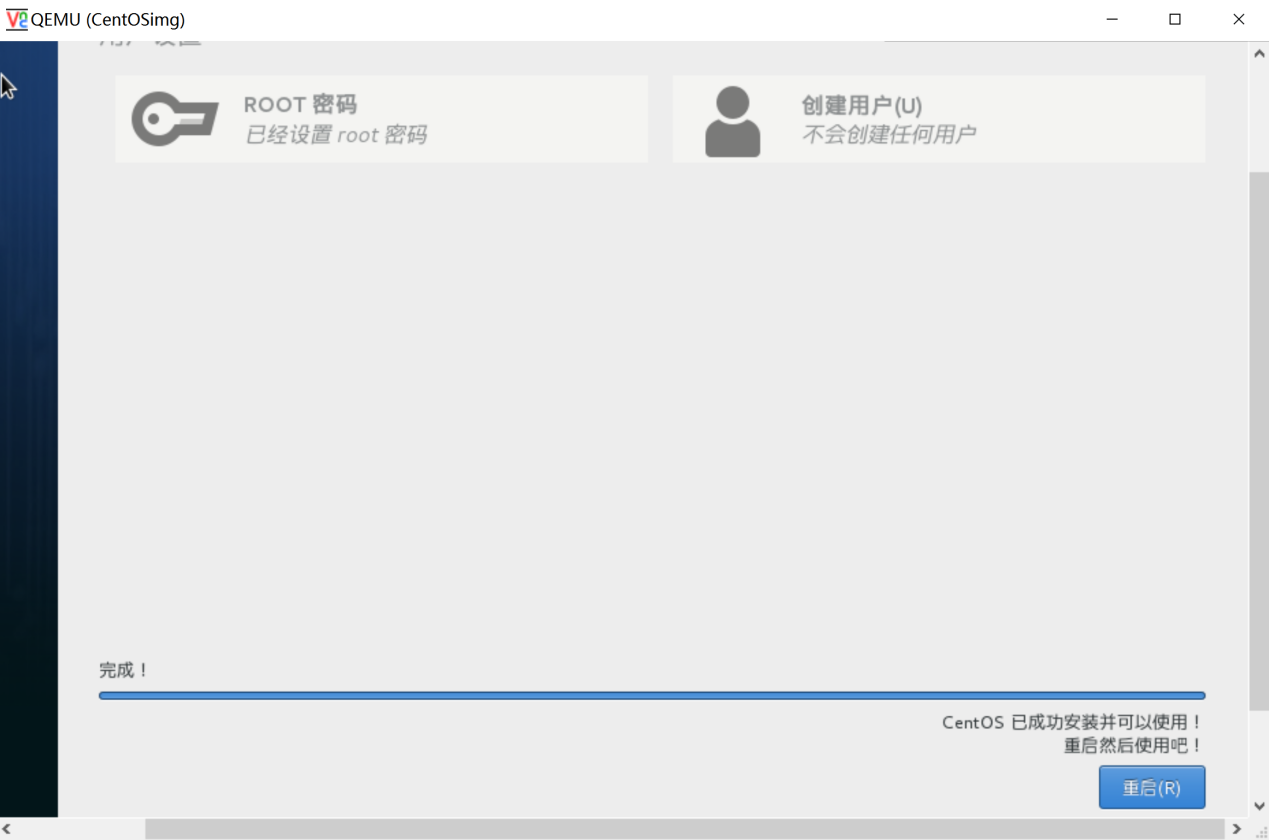 QEMU (CentOSimg)
ROOT 密码
已经设置 root 密码
创建用户(U)
不会创建任何用户
完成！
CentOS 已成功安装并可以使用！
重启然后使用吧！
重启(R)